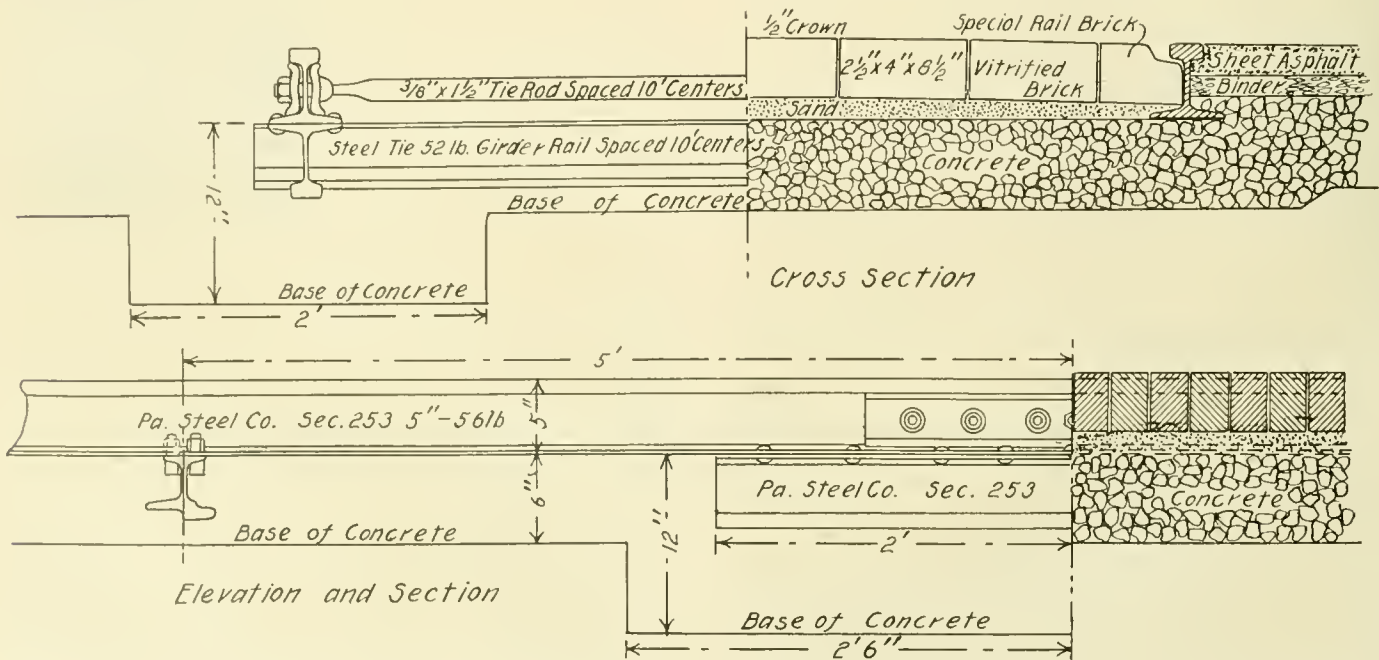 ½" Crown
Special Rail Brick
3/8" x 1½" Tie Rod Spaced 10' Centers
2½" x 4" x 8½"
Vitrified
Brick
Sheet Asphalt
Binder
Sand
Steel Tie 52 lb. Girder Rail Spaced 10' Centers
Concrete
12"
Base of Concrete
Base of Concrete
2'
Cross Section
5'
Pa. Steel Co. Sec. 253 5"-56lb
5"
6"
Pa. Steel Co. Sec. 253
Concrete
Base of Concrete
12"
2'
Elevation and Section
Base of Concrete
2'6"